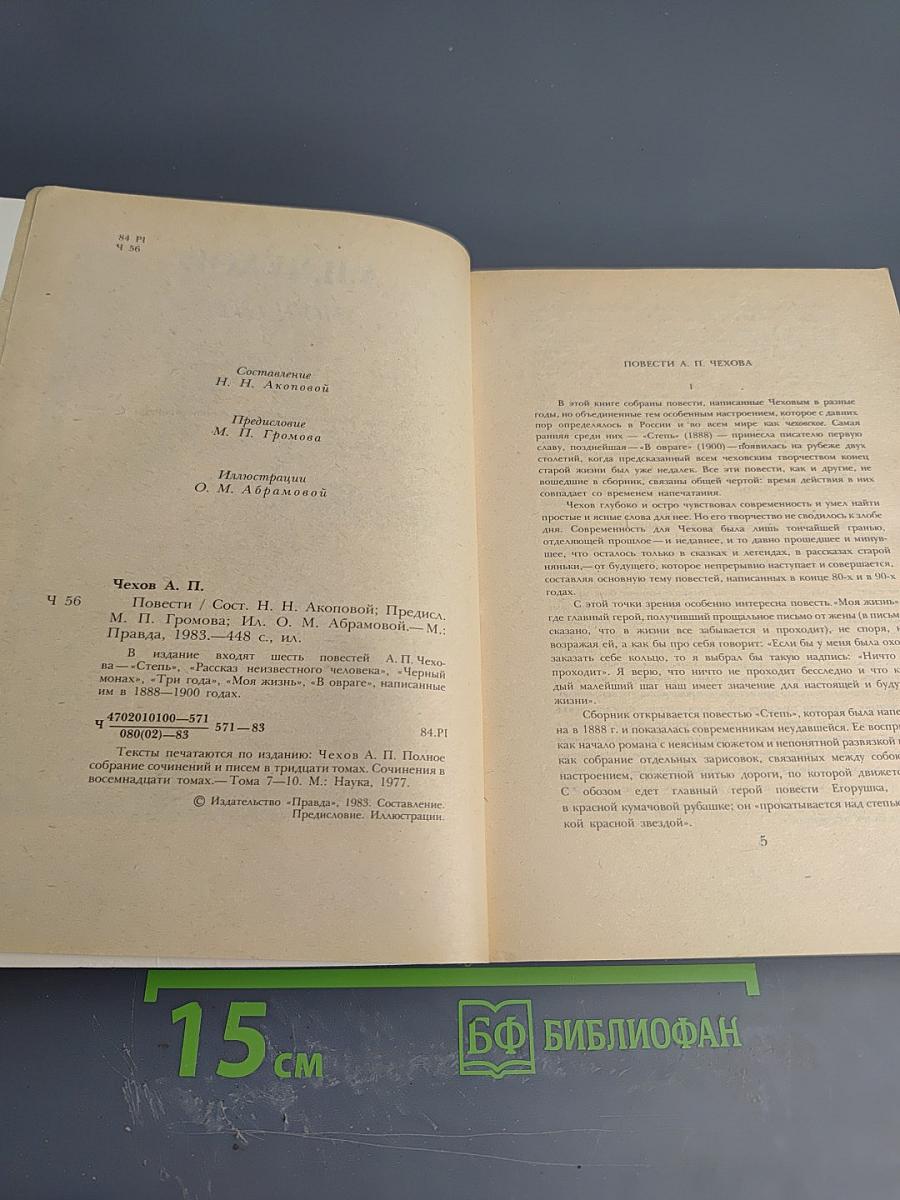 84 Р1
Ч 56
Составление
Н. Н. Акоповой
Предисловие
М. П. Громова
Иллюстрации
О. М. Абрамовой
Чехов А. П.
Ч 56
Повести / Сост. Н. Н. Акоповой; Предисл.
М. П. Громова; Ил. О. М. Абрамовой.—М.:
Правда, 1983.—448 с., ил.
В издание входят шесть повестей А. П. Чехо-
ва—«Степь», «Рассказ неизвестного человека», «Черный
монах», «Три года», «Моя жизнь», «В овраге», написанные
им в 1888—1900 годах.
Ч 4702010100—571
080(02)—83
571—83
84.Р1
Тексты печатаются по изданию: Чехов А. П. Полное
собрание сочинений и писем в тридцати томах. Сочинения в
восемнадцати томах.—Тома 7—10. М.: Наука, 1977.
© Издательство «Правда», 1983. Составление.
Предисловие. Иллюстрации.
ПОВЕСТИ А. П. ЧЕХОВА
I
В этой книге собраны повести, написанные Чеховым в разные
годы, но объединенные тем особенным настроением, которое с давних
пор определялось в России и во всем мире как чеховское. Самая
ранняя среди них — «Степь» (1888) — принесла писателю первую
славу, позднейшая—«В овраге» (1900)—появилась на рубеже двух
столетий, когда предсказанный всем чеховским творчеством конец
старой жизни был уже недалек. Все эти повести, как и другие, не
вошедшие в сборник, связаны общей чертой: время действия в них
совпадает со временем напечатания.
Чехов глубоко и остро чувствовал современность и умел найти
простые и ясные слова для нее. Но его творчество не сводилось к злобе
дня. Современность для Чехова была лишь тончайшей гранью,
отделяющей прошлое—и недавнее, и то давно прошедшее и минув-
шее, что осталось только в сказках и легендах, в рассказах старой
няньки,—от будущего, которое непрерывно наступает и совершается,
составляя основную тему повестей, написанных в конце 80-х и в 90-х
годах.
С этой точки зрения особенно интересна повесть «Моя жизнь»
где главный герой, получивший прощальное письмо от жены (в письм
сказано, что в жизни все забывается и проходит), не споря, н
возражая ей, а как бы про себя говорит: «Если бы у меня была охо
заказать себе кольцо, то я выбрал бы такую надпись: «Ничто
проходит». Я верю, что ничто не проходит бесследно и что к
дый малейший шаг наш имеет значение для настоящей и буду
жизни».
Сборник открывается повестью «Степь», которая была напе
на в 1888 г. и показалась современникам неудавшейся. Ее воспр
как начало романа с неясным сюжетом и непонятной развязкой и
как собрание отдельных зарисовок, связанных между собою
настроением, сюжетной нитью дороги, по которой движетс
С обозом едет главный герой повести Егорушка,
в красной кумачовой рубашке; он «прокатывается над степью
кой красной звездой».
5
15 см
БФ БИБЛИОФАН